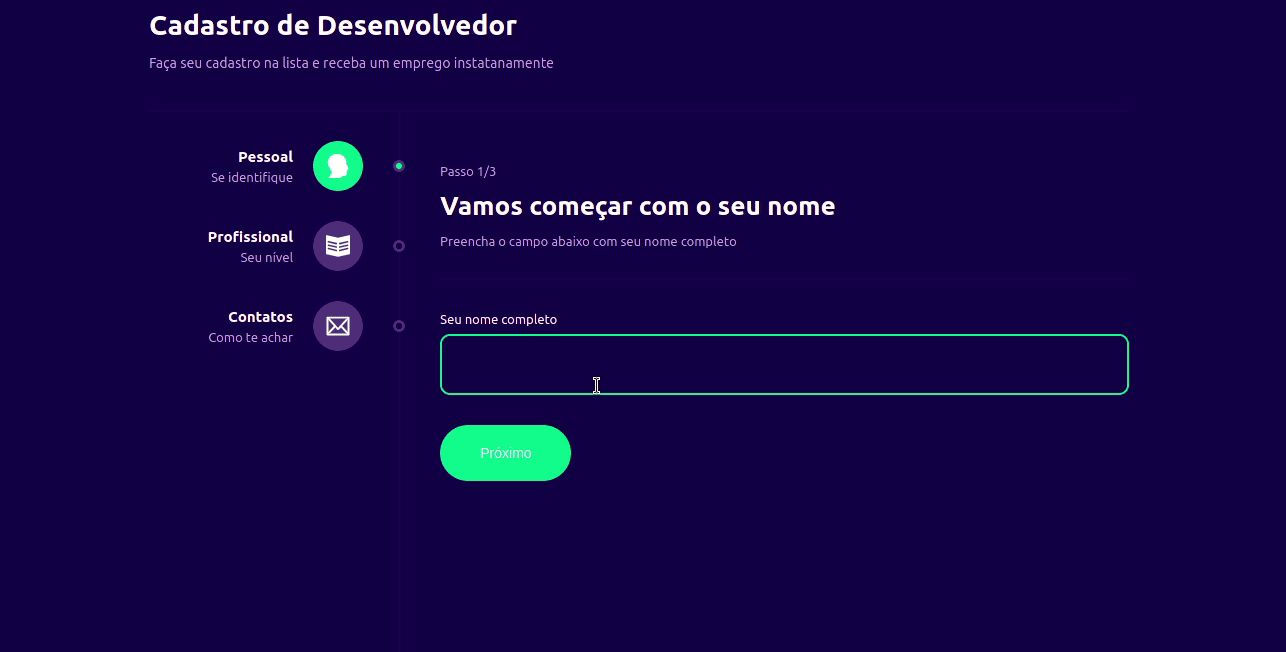 Cadastro de Desenvolvedor
Faça seu cadastro na lista e receba um emprego instatanamente
Pessoal
Se identifique
Profissional
Seu nível
Contatos
Como te achar
Passo 1/3
Vamos começar com o seu nome
Preencha o campo abaixo com seu nome completo
Seu nome completo
Próximo